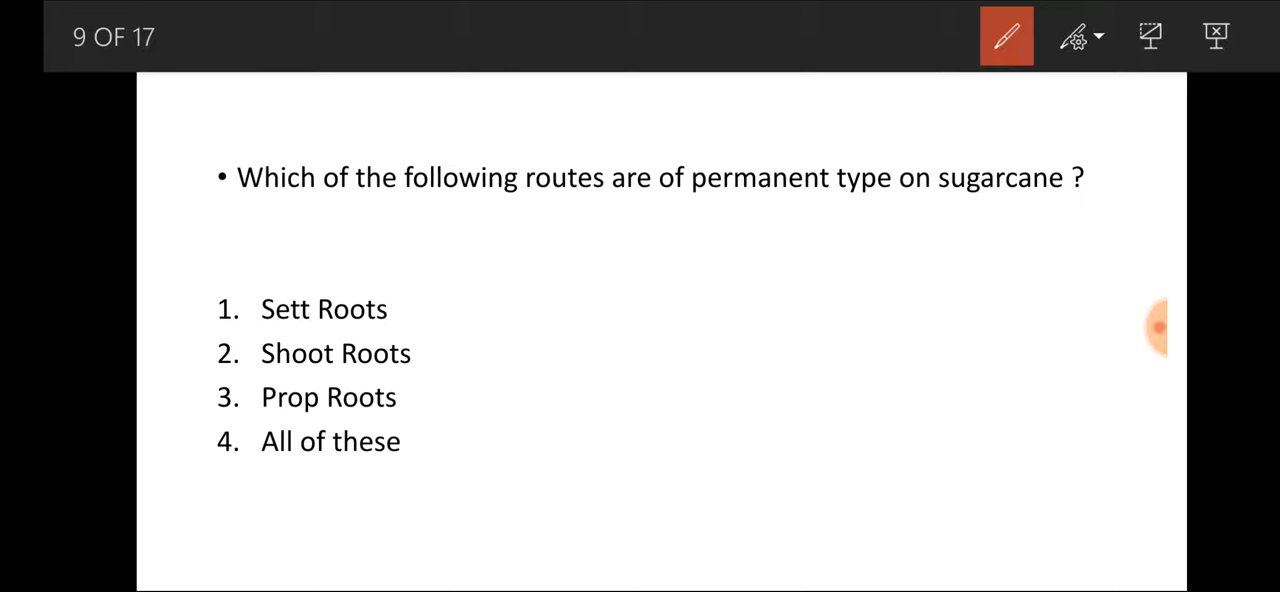 9 OF 17
• Which of the following routes are of permanent type on sugarcane ?
1. Sett Roots
2. Shoot Roots
3. Prop Roots
4. All of these